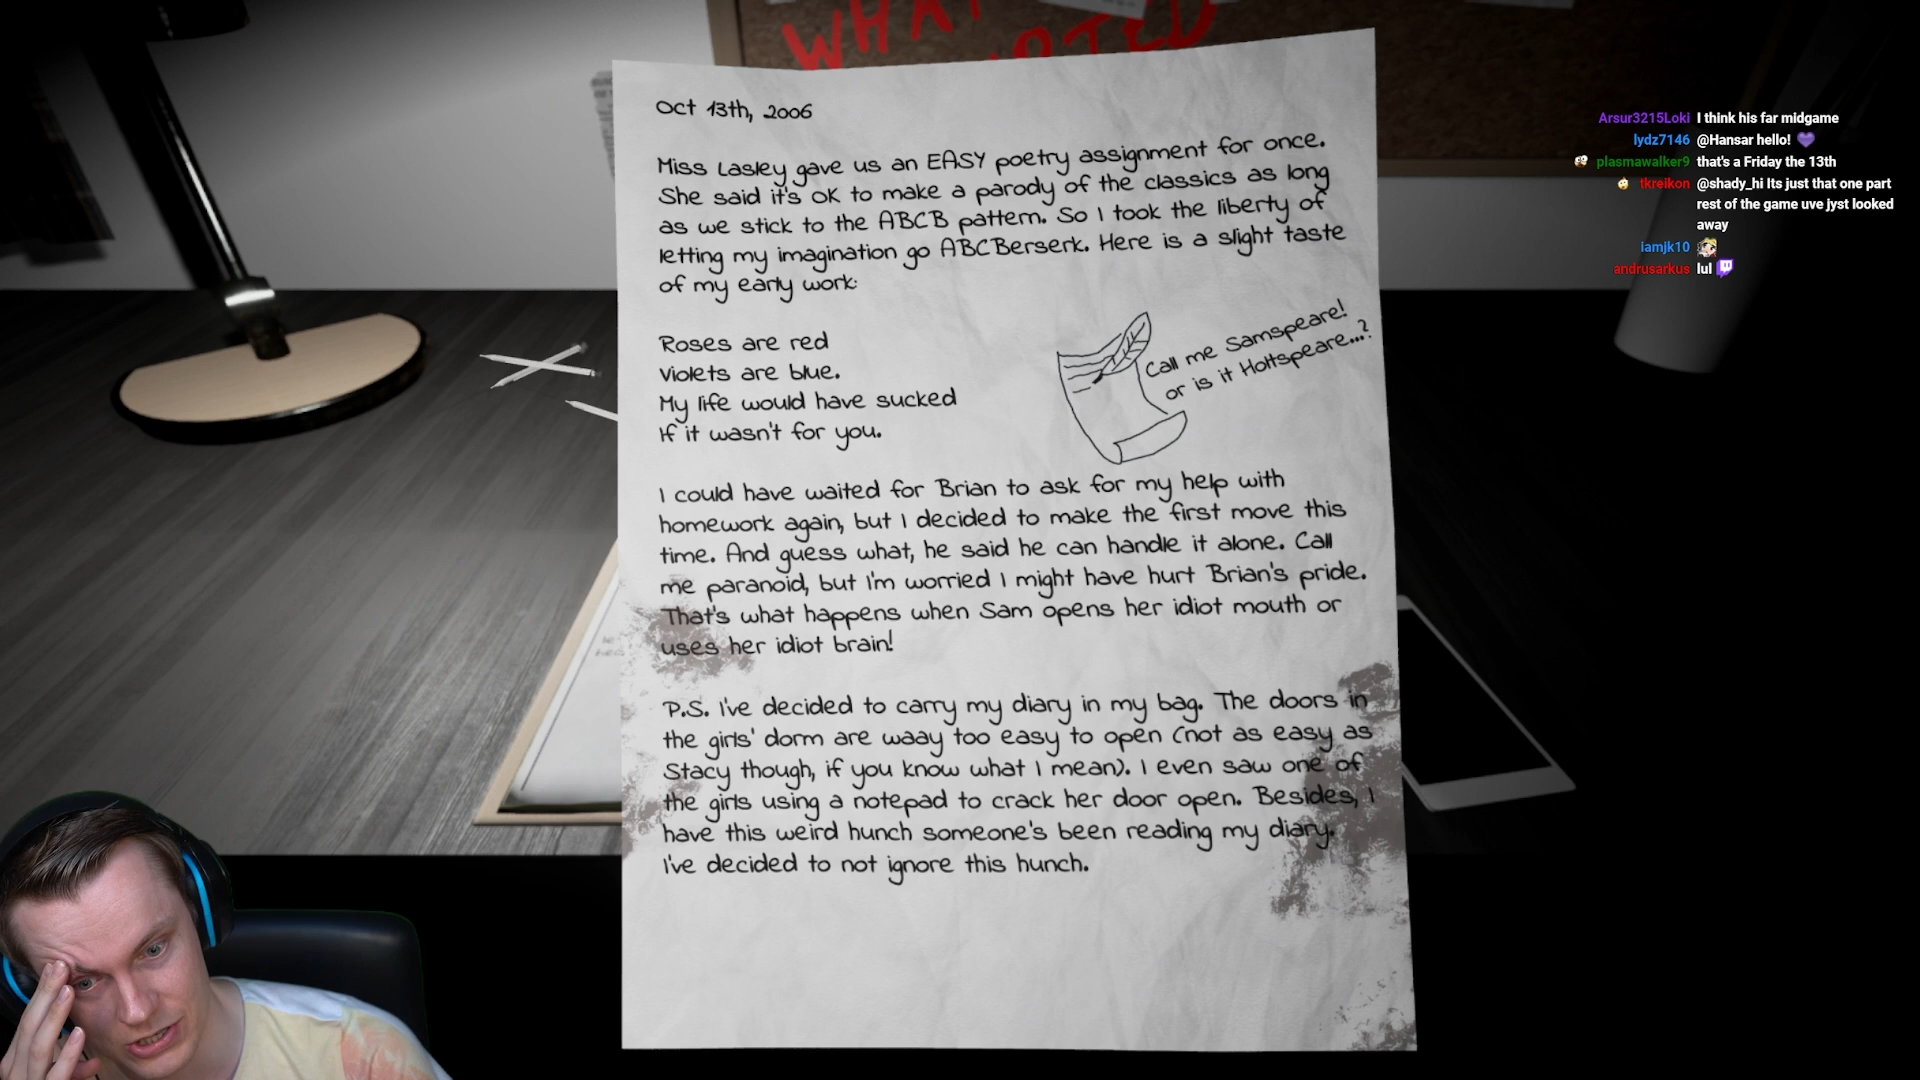 WHAT
OTED
Oct 13th, 2006
Miss Lasley gave us an EASY poetry assignment for once.
She said it's OK to make a parody of the classics as long
as we stick to the ABCB pattern. So I took the liberty of
letting my imagination go ABCBerserk. Here is a slight taste
of my early work:
Roses are red
violets are blue.
My life would have sucked
If it wasn't for you.
Call me Samspeare!
or is it Holtspeare...?
I could have waited for Brian to ask for my help with
homework again, but I decided to make the first move this
time. And guess what, he said he can handle it alone. Call
me paranoid, but I'm worried I might have hurt Brian's pride.
That's what happens when Sam opens her idiot mouth or
uses her idiot brain!
P.S. I've decided to carry my diary in my bag. The doors in
the girls' dorm are waay too easy to open (not as easy as
Stacy though, if you know what I mean). I even saw one of
the girls using a notepad to crack her door open. Besides, I
have this weird hunch someone's been reading my diary.
I've decided to not ignore this hunch.
Arsur3215Loki I think his far midgame
lydz7146 @Hansar hello!
plasmawalker9 that's a Friday the 13th
tkreikon @shady_hi Its just that one part
rest of the game uve jyst looked
away
iamjk10
andrusarkus lul